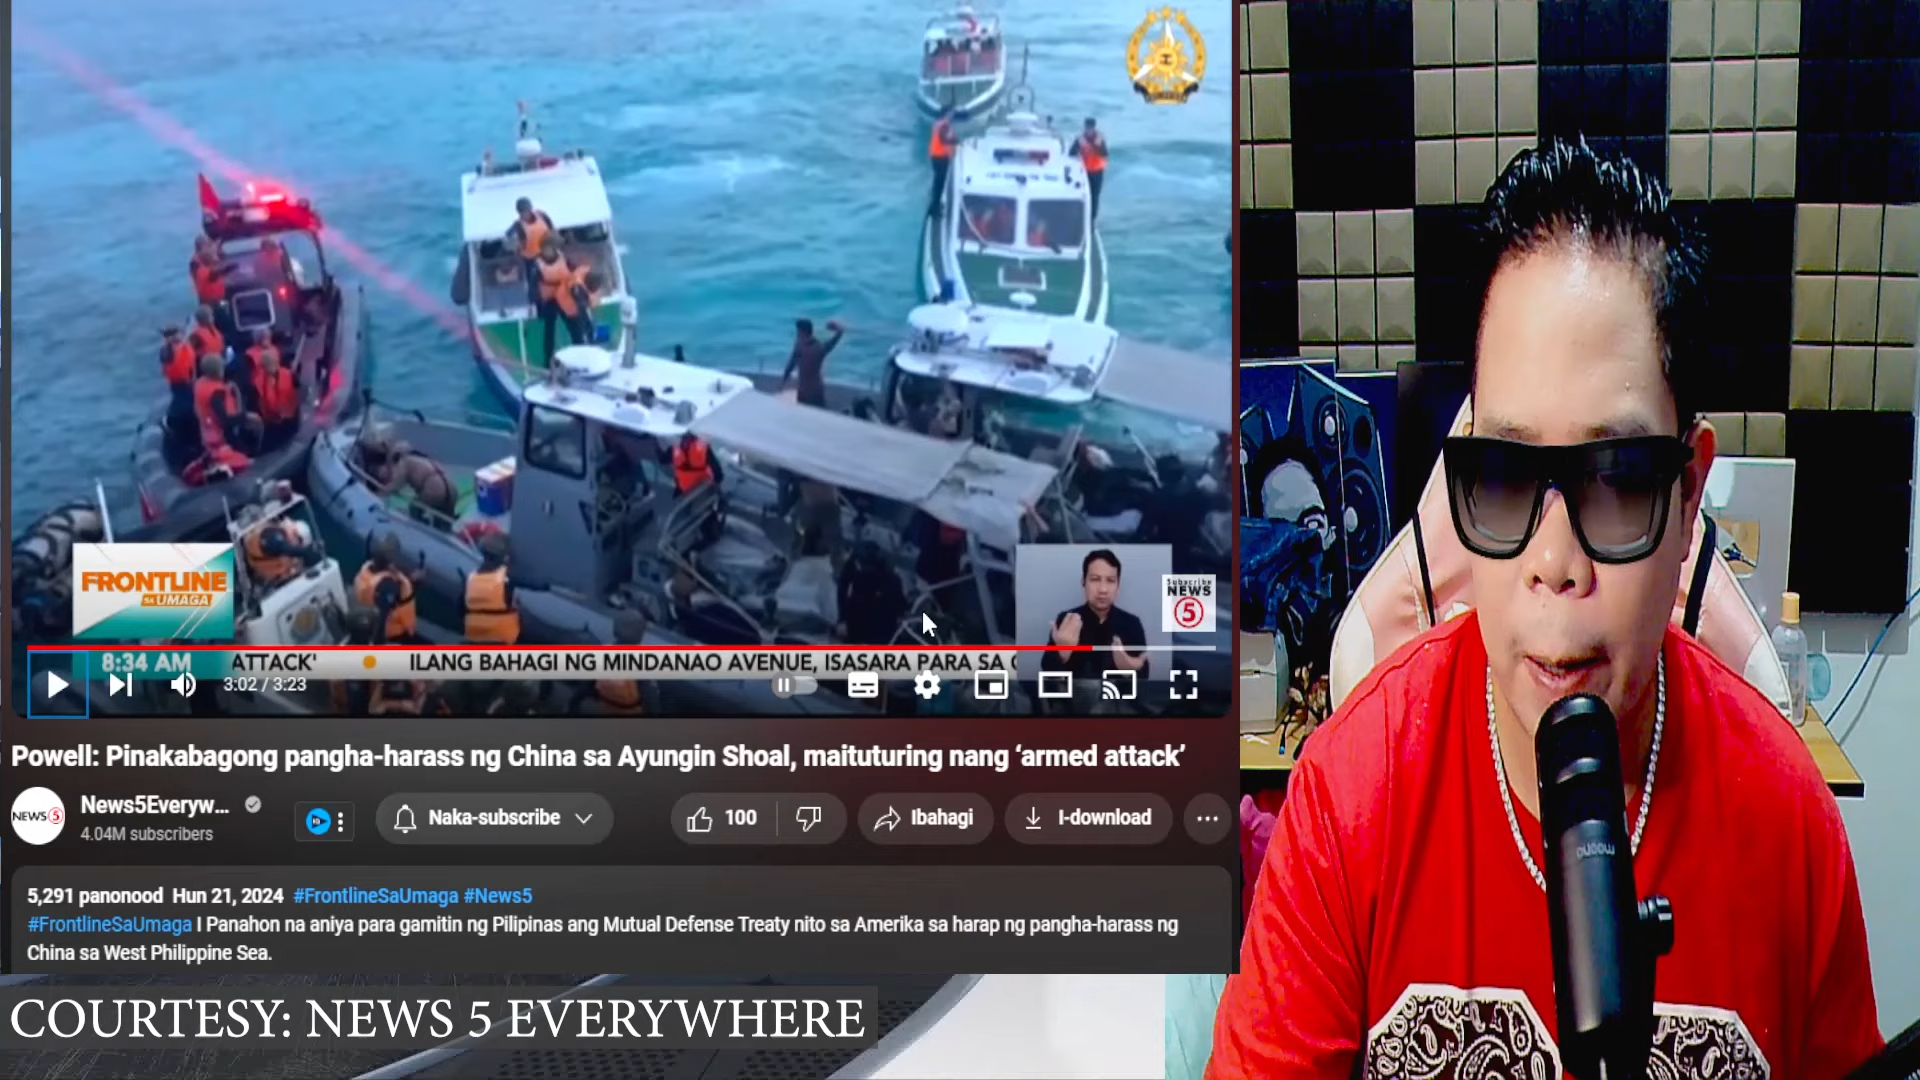 FRONTLINE
SA UMAGA
Subscribe
NEWS
5
8:34 AM
ATTACK' ILANG BAHAGI NG MINDANAO AVENUE, ISASARA PARA SA
3:02 / 3:23
Powell: Pinakabagong pangha-harass ng China sa Ayungin Shoal, maituturing nang ‘armed attack’
NEWS 5
News5Everyw...
4.04M subscribers
Naka-subscribe
100
Ibahagi
I-download
5,291 panonood Hun 21, 2024 #FrontlineSaUmaga #News5
#FrontlineSaUmaga I Panahon na aniya para gamitin ng Pilipinas ang Mutual Defense Treaty nito sa Amerika sa harap ng pangha-harass ng
China sa West Philippine Sea.
COURTESY: NEWS 5 EVERYWHERE
maono